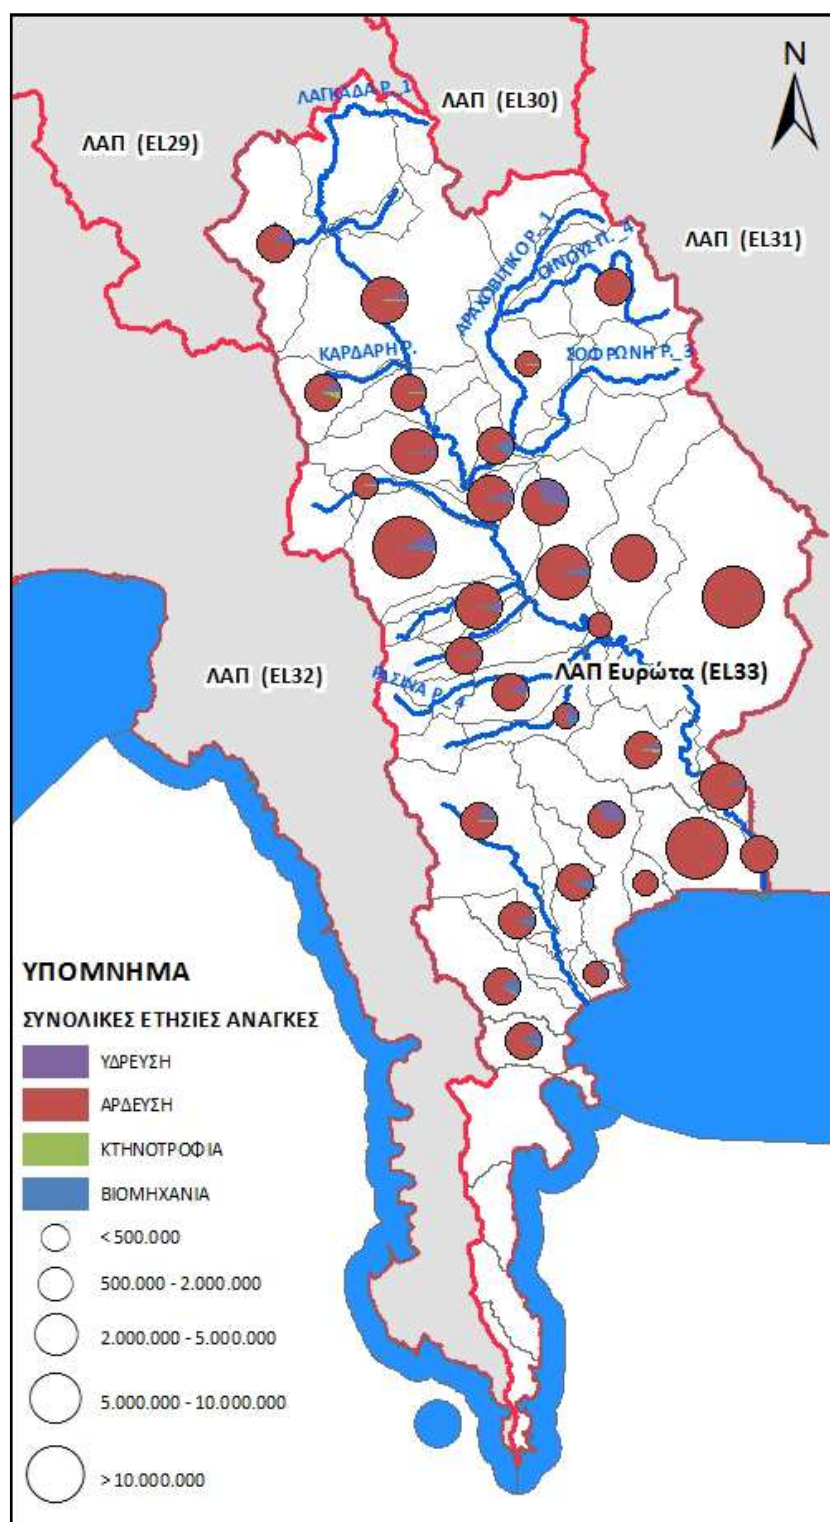 N
ΛΑΓΚΑΔΑ Ρ._1
ΛΑΠ (EL30)
ΛΑΠ (EL29)
ΛΑΠ (EL31)
ΑΡΑΧΟΒΙΤΙΚΟ Ρ._1
ΟΙΝΟΥΣ Π._4
ΚΑΡΔΑΡΗ Ρ.
ΣΟΦΡΩΝΗ Ρ._3
ΛΑΠ (EL32)
ΡΑΣΙΝΑ Ρ._4
ΛΑΠ Ευρώτα (EL33)
ΥΠΟΜΝΗΜΑ
ΣΥΝΟΛΙΚΕΣ ΕΤΗΣΙΕΣ ΑΝΑΓΚΕΣ
ΥΔΡΕΥΣΗ
ΑΡΔΕΥΣΗ
ΚΤΗΝΟΤΡΟΦΙΑ
ΒΙΟΜΗΧΑΝΙΑ
< 500.000
500.000 - 2.000.000
2.000.000 - 5.000.000
5.000.000 - 10.000.000
> 10.000.000